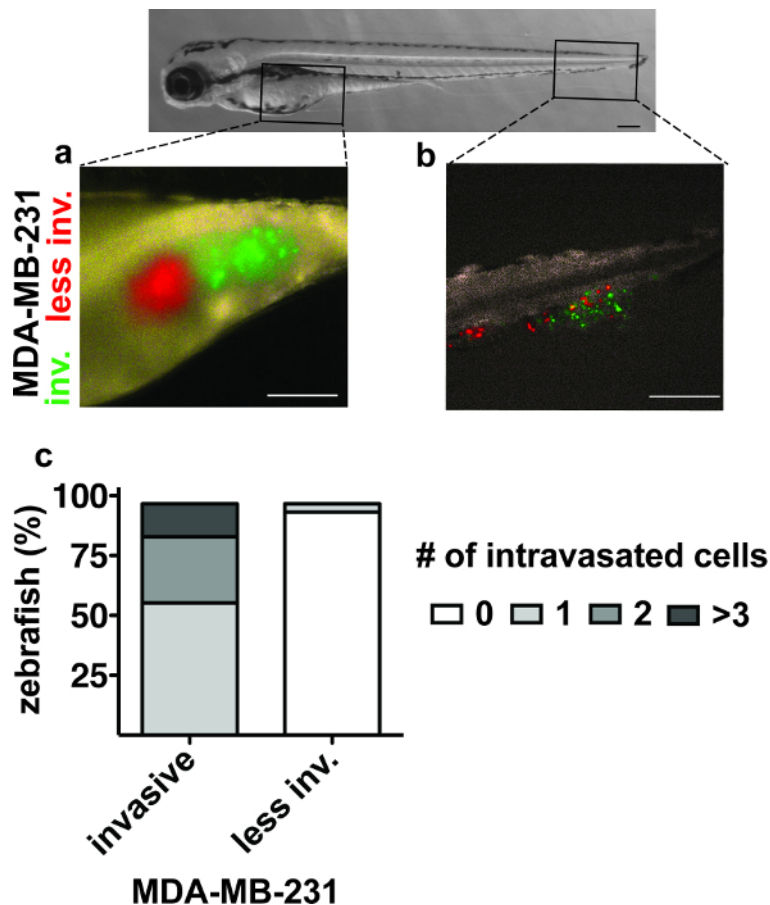 a
b
MDA-MB-231
inv. less inv.
c
100
75
50
25
zebrafish (%)
# of intravasated cells
0 1 2 >3
invasive
less inv.
MDA-MB-231